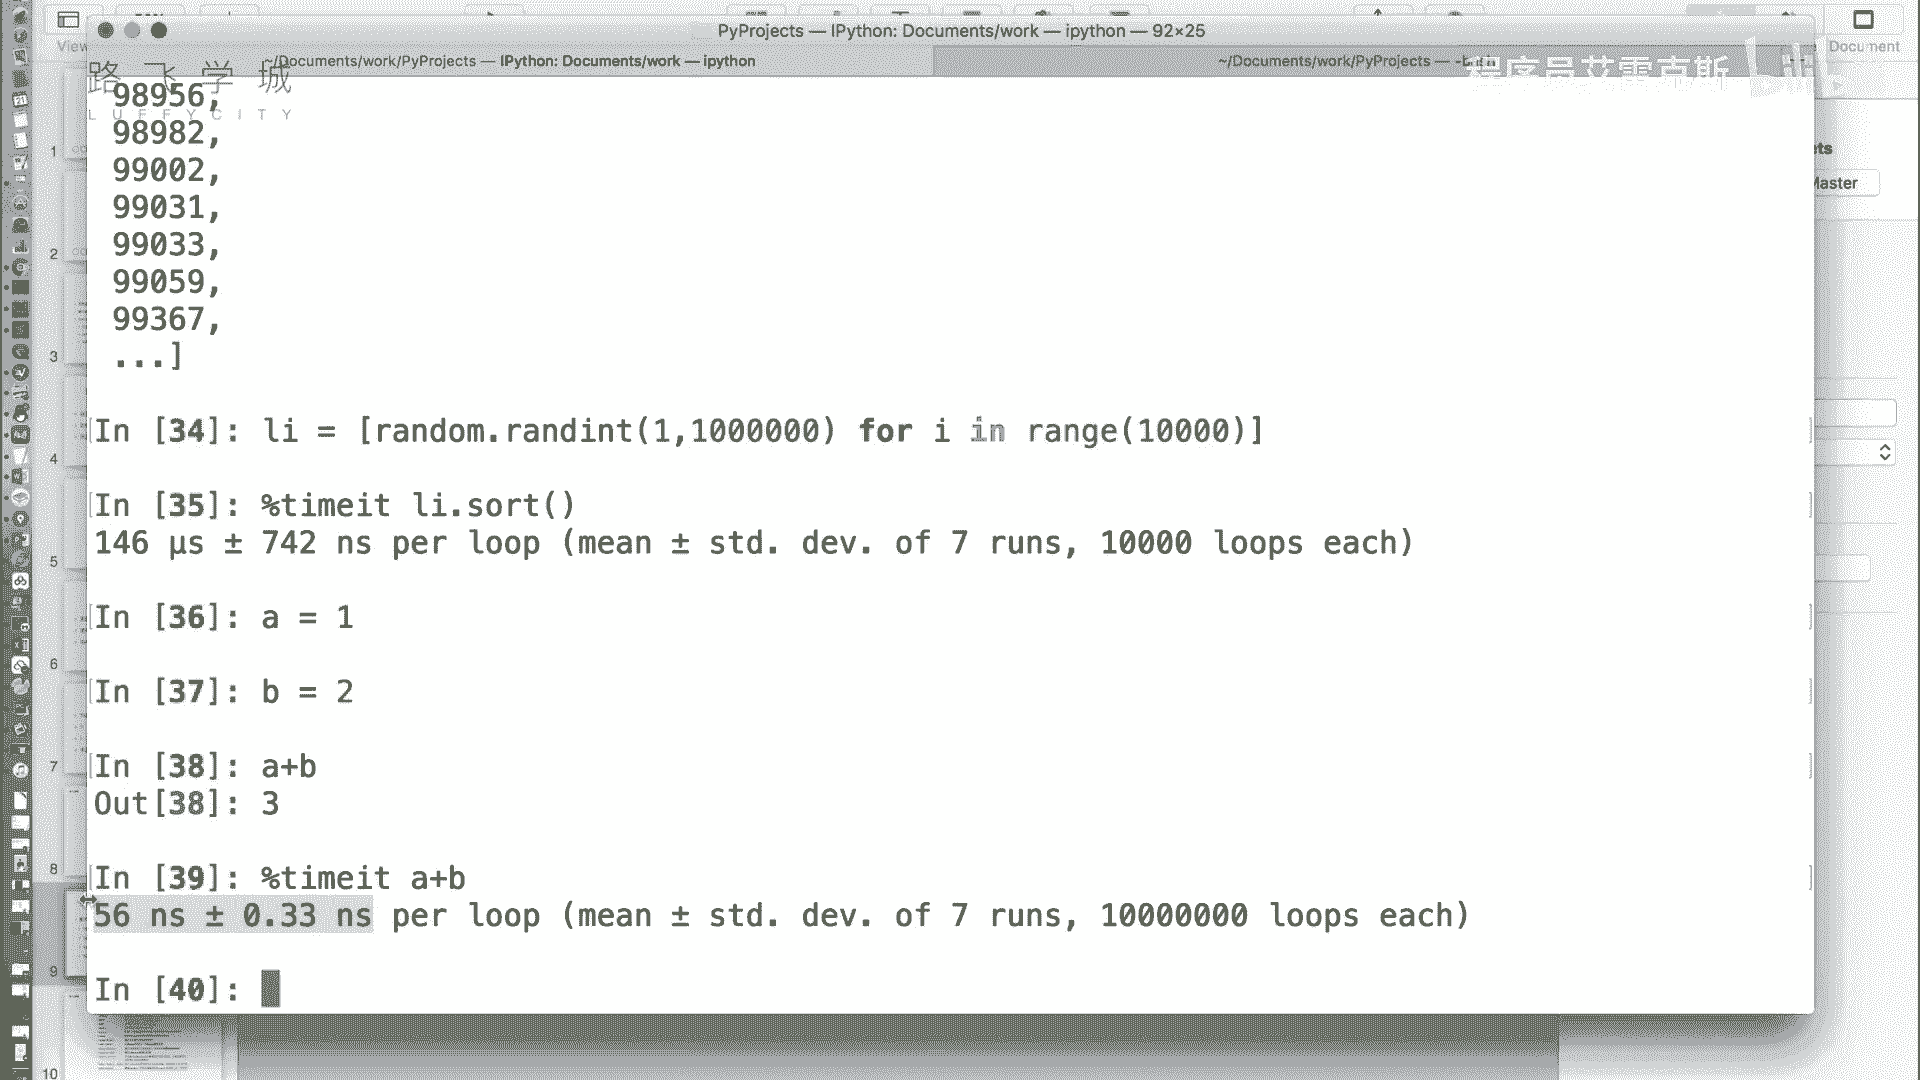 PyProjects — IPython: Documents/work — ipython — 92×25
View
Document
~/Documents/work/PyProjects — IPython: Documents/work — ipython
~/Documents/work/PyProjects —
路 飞 学 城
程序员艾雷克斯
LUFFYCITY
98956,
98982,
99002,
99031,
99033,
99059,
99367,
...]
In [34]: li = [random.randint(1,1000000) for i in range(10000)]
In [35]: %timeit li.sort()
146 µs ± 742 ns per loop (mean ± std. dev. of 7 runs, 10000 loops each)
In [36]: a = 1
In [37]: b = 2
In [38]: a+b
Out[38]: 3
In [39]: %timeit a+b
56 ns ± 0.33 ns per loop (mean ± std. dev. of 7 runs, 10000000 loops each)
In [40]:
1
2
3
4
5
6
7
8
9
10